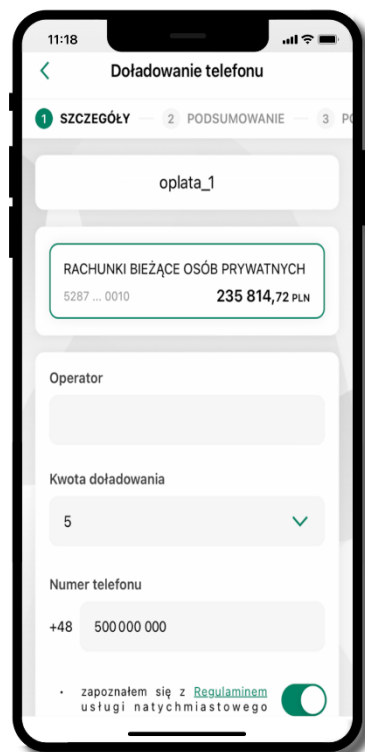 11:18
Doładowanie telefonu
1 SZCZEGÓŁY 2 PODSUMOWANIE 3
oplata_1
RACHUNKI BIEŻĄCE OSÓB PRYWATNYCH
5287 ... 0010 235 814,72 PLN
Operator
Kwota doładowania
5
Numer telefonu
+48 500 000 000
• zapoznałem się z Regulaminem
usługi natychmiastowego